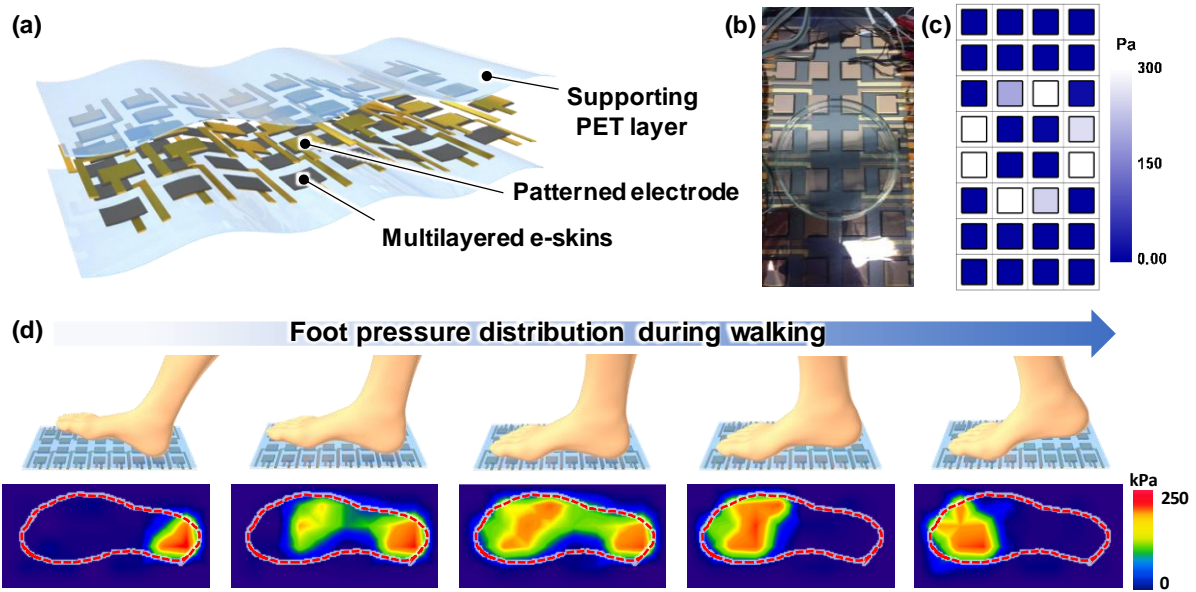 (a)
Supporting
PET layer
Patterned electrode
Multilayered e-skins
(b)
(c)
Pa
300
150
0.00
(d)
Foot pressure distribution during walking
kPa
250
0